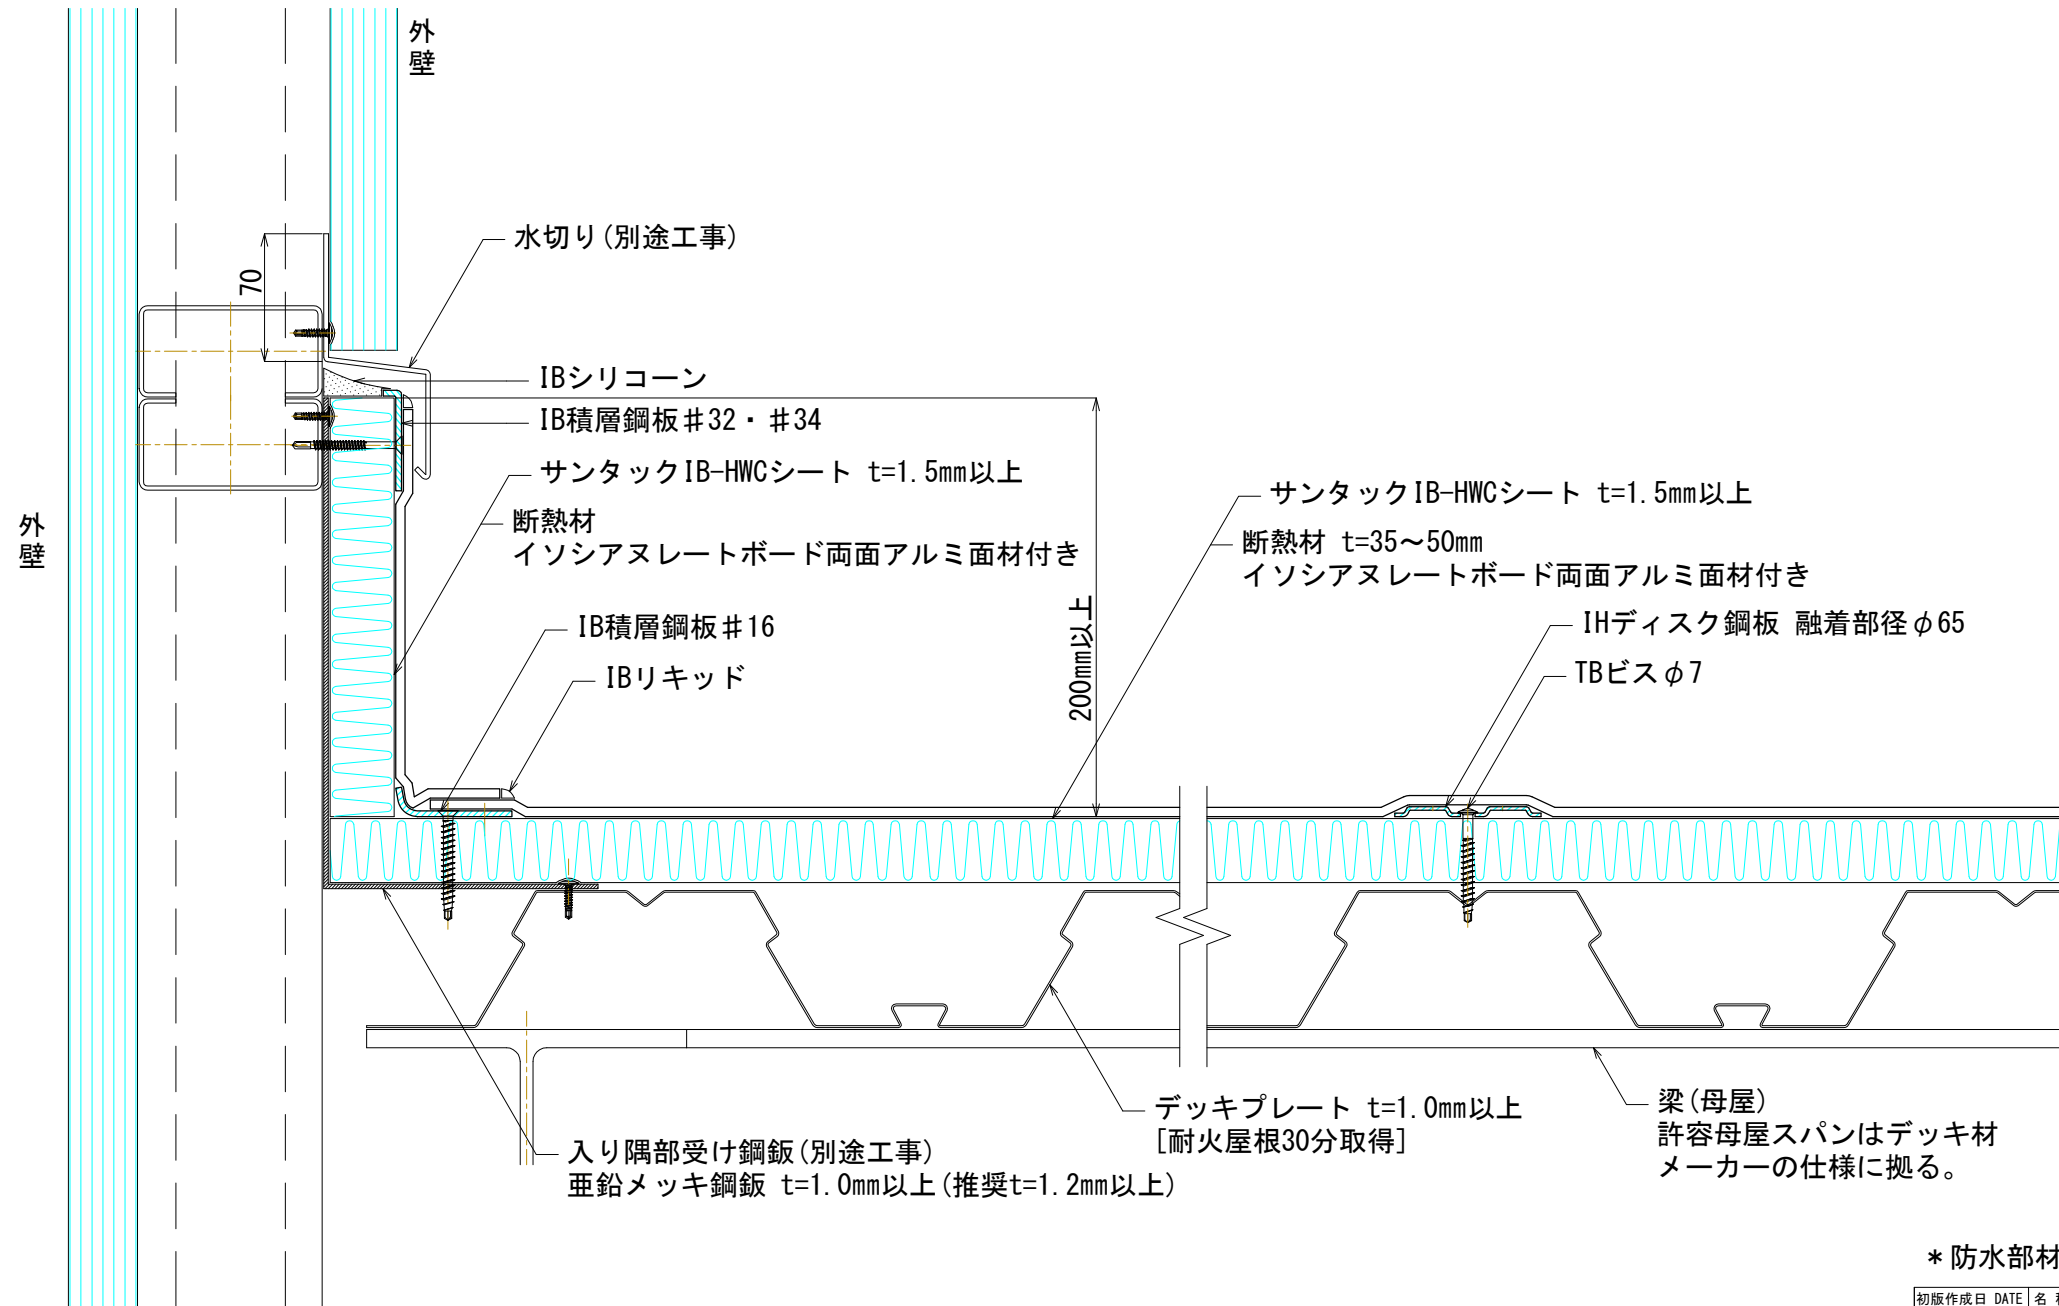 外壁
水切り(別途工事)
70
IBシリコーン
IB積層鋼板♯32・♯34
サンタックIB-HWCシート t=1.5mm以上
断熱材
イソシアヌレートボード両面アルミ面材付き
外壁
IB積層鋼板♯16
IBリキッド
200mm以上
サンタックIB-HWCシート t=1.5mm以上
断熱材 t=35～50mm
イソシアヌレートボード両面アルミ面材付き
IHディスク鋼板 融着部径φ65
TBビスφ7
デッキプレート t=1.0mm以上
[耐火屋根30分取得]
梁(母屋)
許容母屋スパンはデッキ材
メーカーの仕様に拠る。
入り隅部受け鋼鈑(別途工事)
亜鉛メッキ鋼鈑 t=1.0mm以上(推奨t=1.2mm以上)
＊防水部材
初版作成日 DATE 名